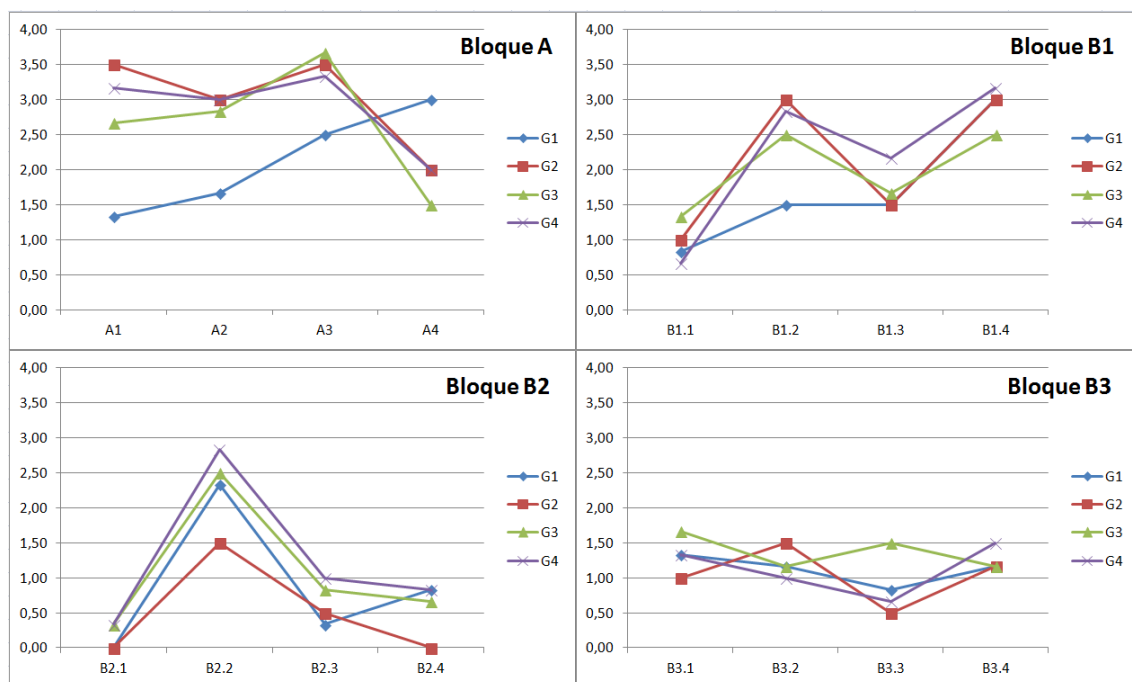 Bloque A
4,00
3,50
3,00
2,50
2,00
1,50
1,00
0,50
0,00
A1 A2 A3 A4
G1
G2
G3
G4
Bloque B1
4,00
3,50
3,00
2,50
2,00
1,50
1,00
0,50
0,00
B1.1 B1.2 B1.3 B1.4
G1
G2
G3
G4
Bloque B2
4,00
3,50
3,00
2,50
2,00
1,50
1,00
0,50
0,00
B2.1 B2.2 B2.3 B2.4
G1
G2
G3
G4
Bloque B3
4,00
3,50
3,00
2,50
2,00
1,50
1,00
0,50
0,00
B3.1 B3.2 B3.3 B3.4
G1
G2
G3
G4